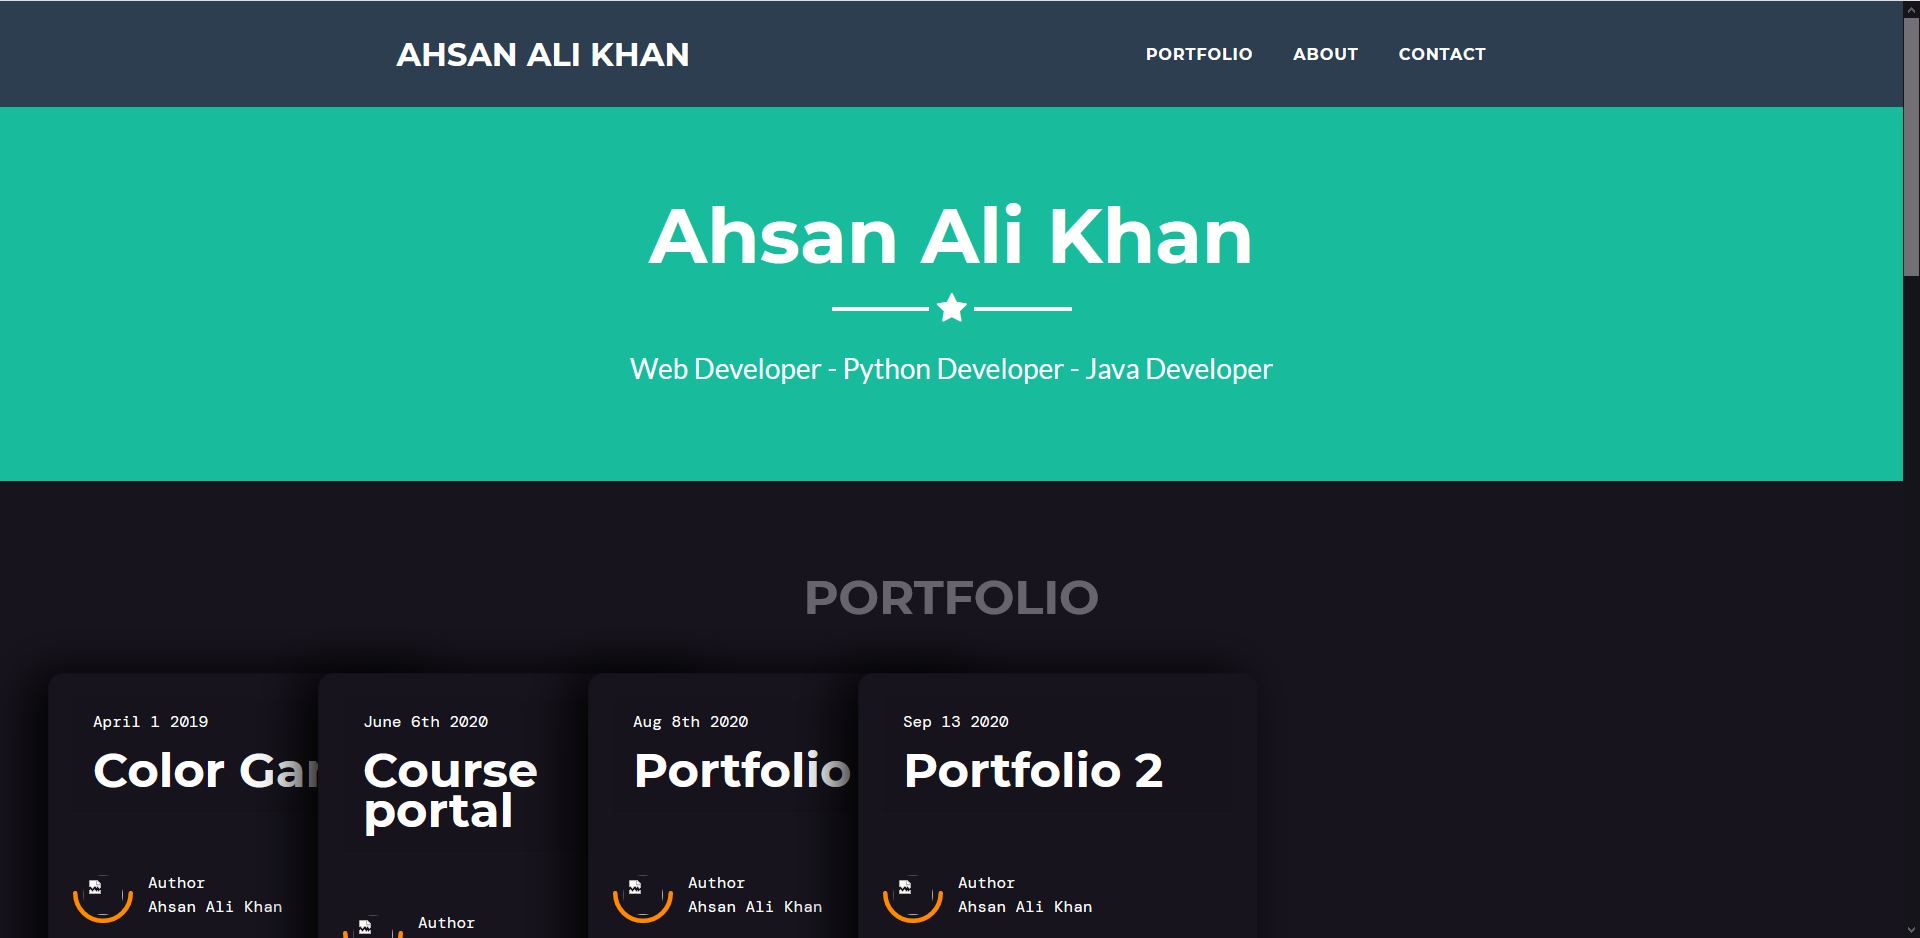 AHSAN ALI KHAN
PORTFOLIO ABOUT CONTACT
Ahsan Ali Khan
Web Developer - Python Developer - Java Developer
PORTFOLIO
April 1 2019
Color Gar
Author
Ahsan Ali Khan
June 6th 2020
Course
portal
Author
Aug 8th 2020
Portfolio
Author
Ahsan Ali Khan
Sep 13 2020
Portfolio 2
Author
Ahsan Ali Khan